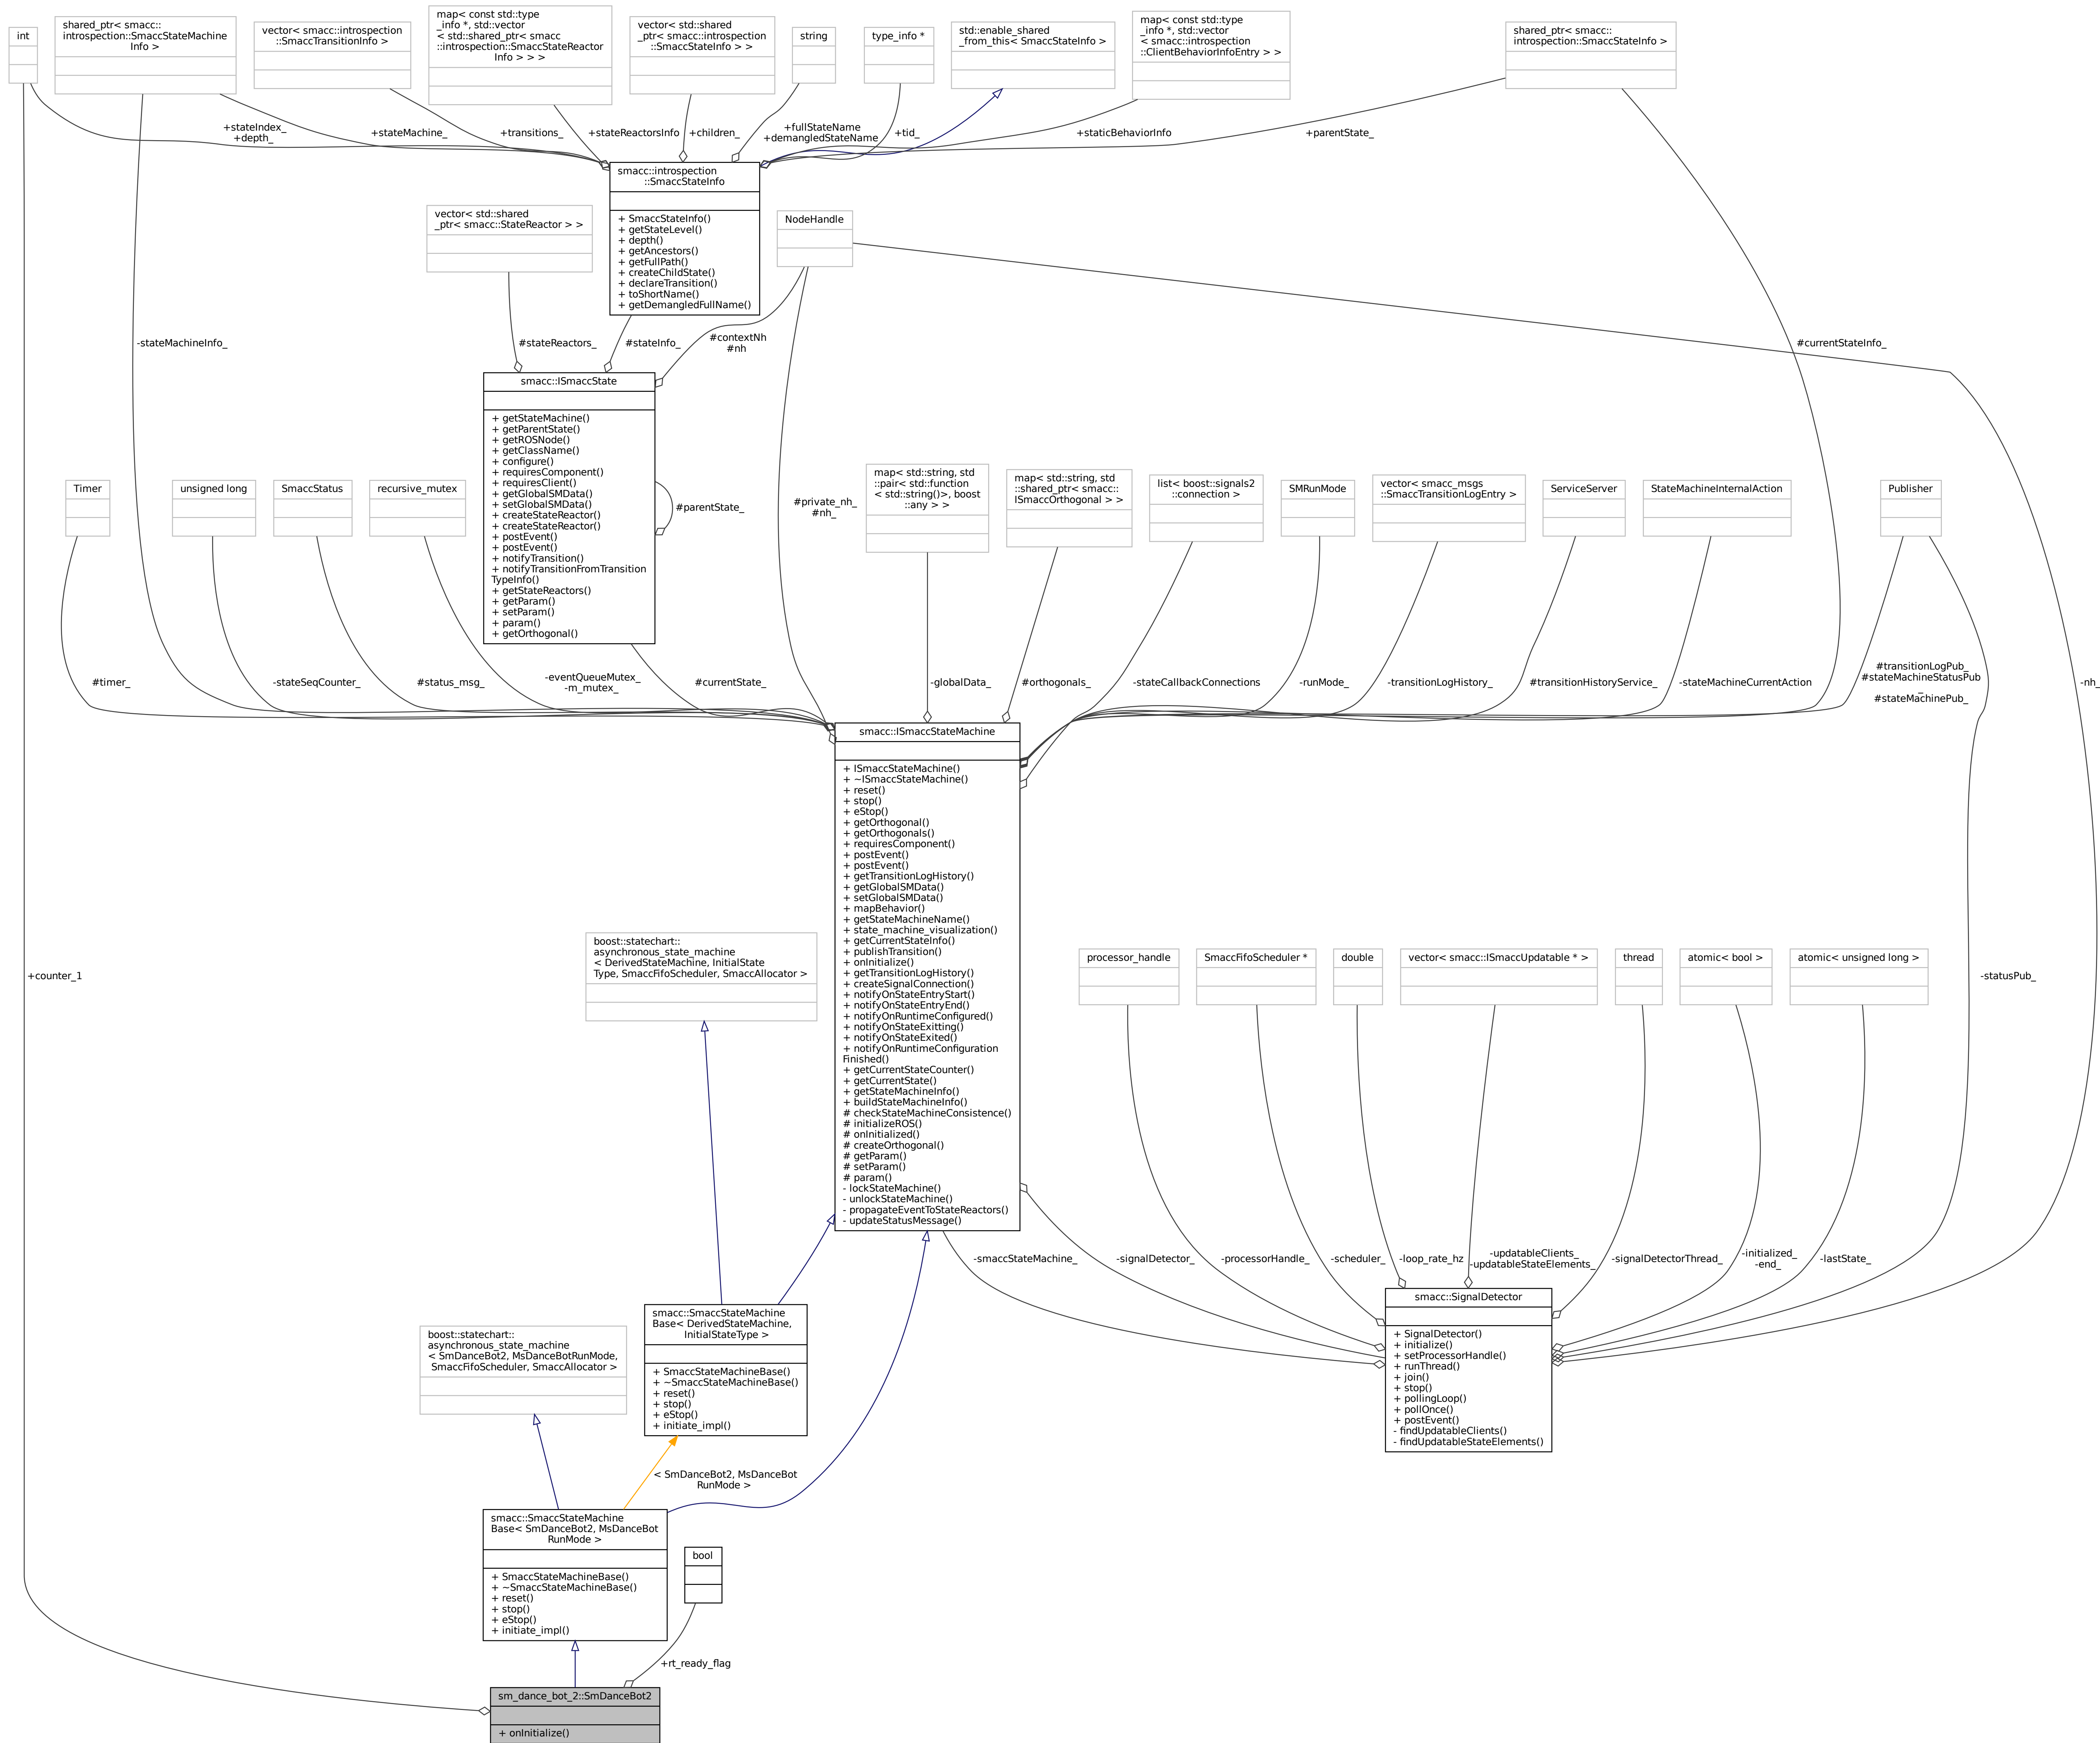 int
shared_ptr< smacc::
introspection::SmaccStateMachine
Info >
vector< smacc::introspection
::SmaccTransitionInfo >
map< const std::type
_info *, std::vector
< std::shared_ptr< smacc
::introspection::SmaccStateReactor
Info > > >
vector< std::shared
_ptr< smacc::introspection
::SmaccStateInfo > >
string
type_info *
std::enable_shared
_from_this< SmaccStateInfo >
map< const std::type
_info *, std::vector
< smacc::introspection
::ClientBehaviorInfoEntry > >
shared_ptr< smacc::
introspection::SmaccStateInfo >
+stateIndex_
+depth_
+stateMachine_
+transitions_
+stateReactorsInfo
+children_
+fullStateName
+demangledStateName
+tid_
+staticBehaviorInfo
+parentState_
smacc::introspection
::SmaccStateInfo
+ SmaccStateInfo()
+ getStateLevel()
+ depth()
+ getAncestors()
+ getFullPath()
+ createChildState()
+ declareTransition()
+ toShortName()
+ getDemangledFullName()
vector< std::shared
_ptr< smacc::StateReactor > >
NodeHandle
-stateMachineInfo_
#stateReactors_
#stateInfo_
#contextNh
#nh
#currentStateInfo_
smacc::ISmaccState
+ getStateMachine()
+ getParentState()
+ getROSNode()
+ getClassName()
+ configure()
+ requiresComponent()
+ requiresClient()
+ getGlobalSMData()
+ setGlobalSMData()
+ createStateReactor()
+ createStateReactor()
+ postEvent()
+ postEvent()
+ notifyTransition()
+ notifyTransitionFromTransition
TypeInfo()
+ getStateReactors()
+ getParam()
+ setParam()
+ param()
+ getOrthogonal()
#parentState_
Timer
unsigned long
SmaccStatus
recursive_mutex
#private_nh_
#nh_
map< std::string, std
::pair< std::function
< std::string()>, boost
::any > >
map< std::string, std
::shared_ptr< smacc::
ISmaccOrthogonal > >
list< boost::signals2
::connection >
SMRunMode
vector< smacc_msgs
::SmaccTransitionLogEntry >
ServiceServer
StateMachineInternalAction
Publisher
#timer_
-stateSeqCounter_
#status_msg_
-eventQueueMutex_
-m_mutex_
#currentState_
-globalData_
#orthogonals_
-stateCallbackConnections
-runMode_
-transitionLogHistory_
#transitionHistoryService_
-stateMachineCurrentAction
#transitionLogPub_
#stateMachineStatusPub
_
#stateMachinePub_
-nh_
smacc::ISmaccStateMachine
+ ISmaccStateMachine()
+ ~ISmaccStateMachine()
+ reset()
+ stop()
+ eStop()
+ getOrthogonal()
+ getOrthogonals()
+ requiresComponent()
+ postEvent()
+ postEvent()
+ getTransitionLogHistory()
+ getGlobalSMData()
+ setGlobalSMData()
+ mapBehavior()
+ getStateMachineName()
+ state_machine_visualization()
+ getCurrentStateInfo()
+ publishTransition()
+ onInitialize()
+ getTransitionLogHistory()
+ createSignalConnection()
+ notifyOnStateEntryStart()
+ notifyOnStateEntryEnd()
+ notifyOnRuntimeConfigured()
+ notifyOnStateExitting()
+ notifyOnStateExited()
+ notifyOnRuntimeConfiguration
Finished()
+ getCurrentStateCounter()
+ getCurrentState()
+ getStateMachineInfo()
+ buildStateMachineInfo()
# checkStateMachineConsistence()
# initializeROS()
# onInitialized()
# createOrthogonal()
# getParam()
# setParam()
# param()
- lockStateMachine()
- unlockStateMachine()
- propagateEventToStateReactors()
- updateStatusMessage()
+counter_1
boost::statechart::
asynchronous_state_machine
< DerivedStateMachine, InitialState
Type, SmaccFifoScheduler, SmaccAllocator >
processor_handle
SmaccFifoScheduler *
double
vector< smacc::ISmaccUpdatable * >
thread
atomic< bool >
atomic< unsigned long >
-statusPub_
-smaccStateMachine_
-signalDetector_
-processorHandle_
-scheduler_
-loop_rate_hz
-updatableClients_
-updatableStateElements_
-signalDetectorThread_
-initialized_
-end_
-lastState_
smacc::SignalDetector
+ SignalDetector()
+ initialize()
+ setProcessorHandle()
+ runThread()
+ join()
+ stop()
+ pollingLoop()
+ pollOnce()
+ postEvent()
- findUpdatableClients()
- findUpdatableStateElements()
smacc::SmaccStateMachine
Base< DerivedStateMachine,
InitialStateType >
+ SmaccStateMachineBase()
+ ~SmaccStateMachineBase()
+ reset()
+ stop()
+ eStop()
+ initiate_impl()
boost::statechart::
asynchronous_state_machine
< SmDanceBot2, MsDanceBotRunMode,
SmaccFifoScheduler, SmaccAllocator >
< SmDanceBot2, MsDanceBot
RunMode >
smacc::SmaccStateMachine
Base< SmDanceBot2, MsDanceBot
RunMode >
+ SmaccStateMachineBase()
+ ~SmaccStateMachineBase()
+ reset()
+ stop()
+ eStop()
+ initiate_impl()
bool
+rt_ready_flag
sm_dance_bot_2::SmDanceBot2
+ onInitialize()